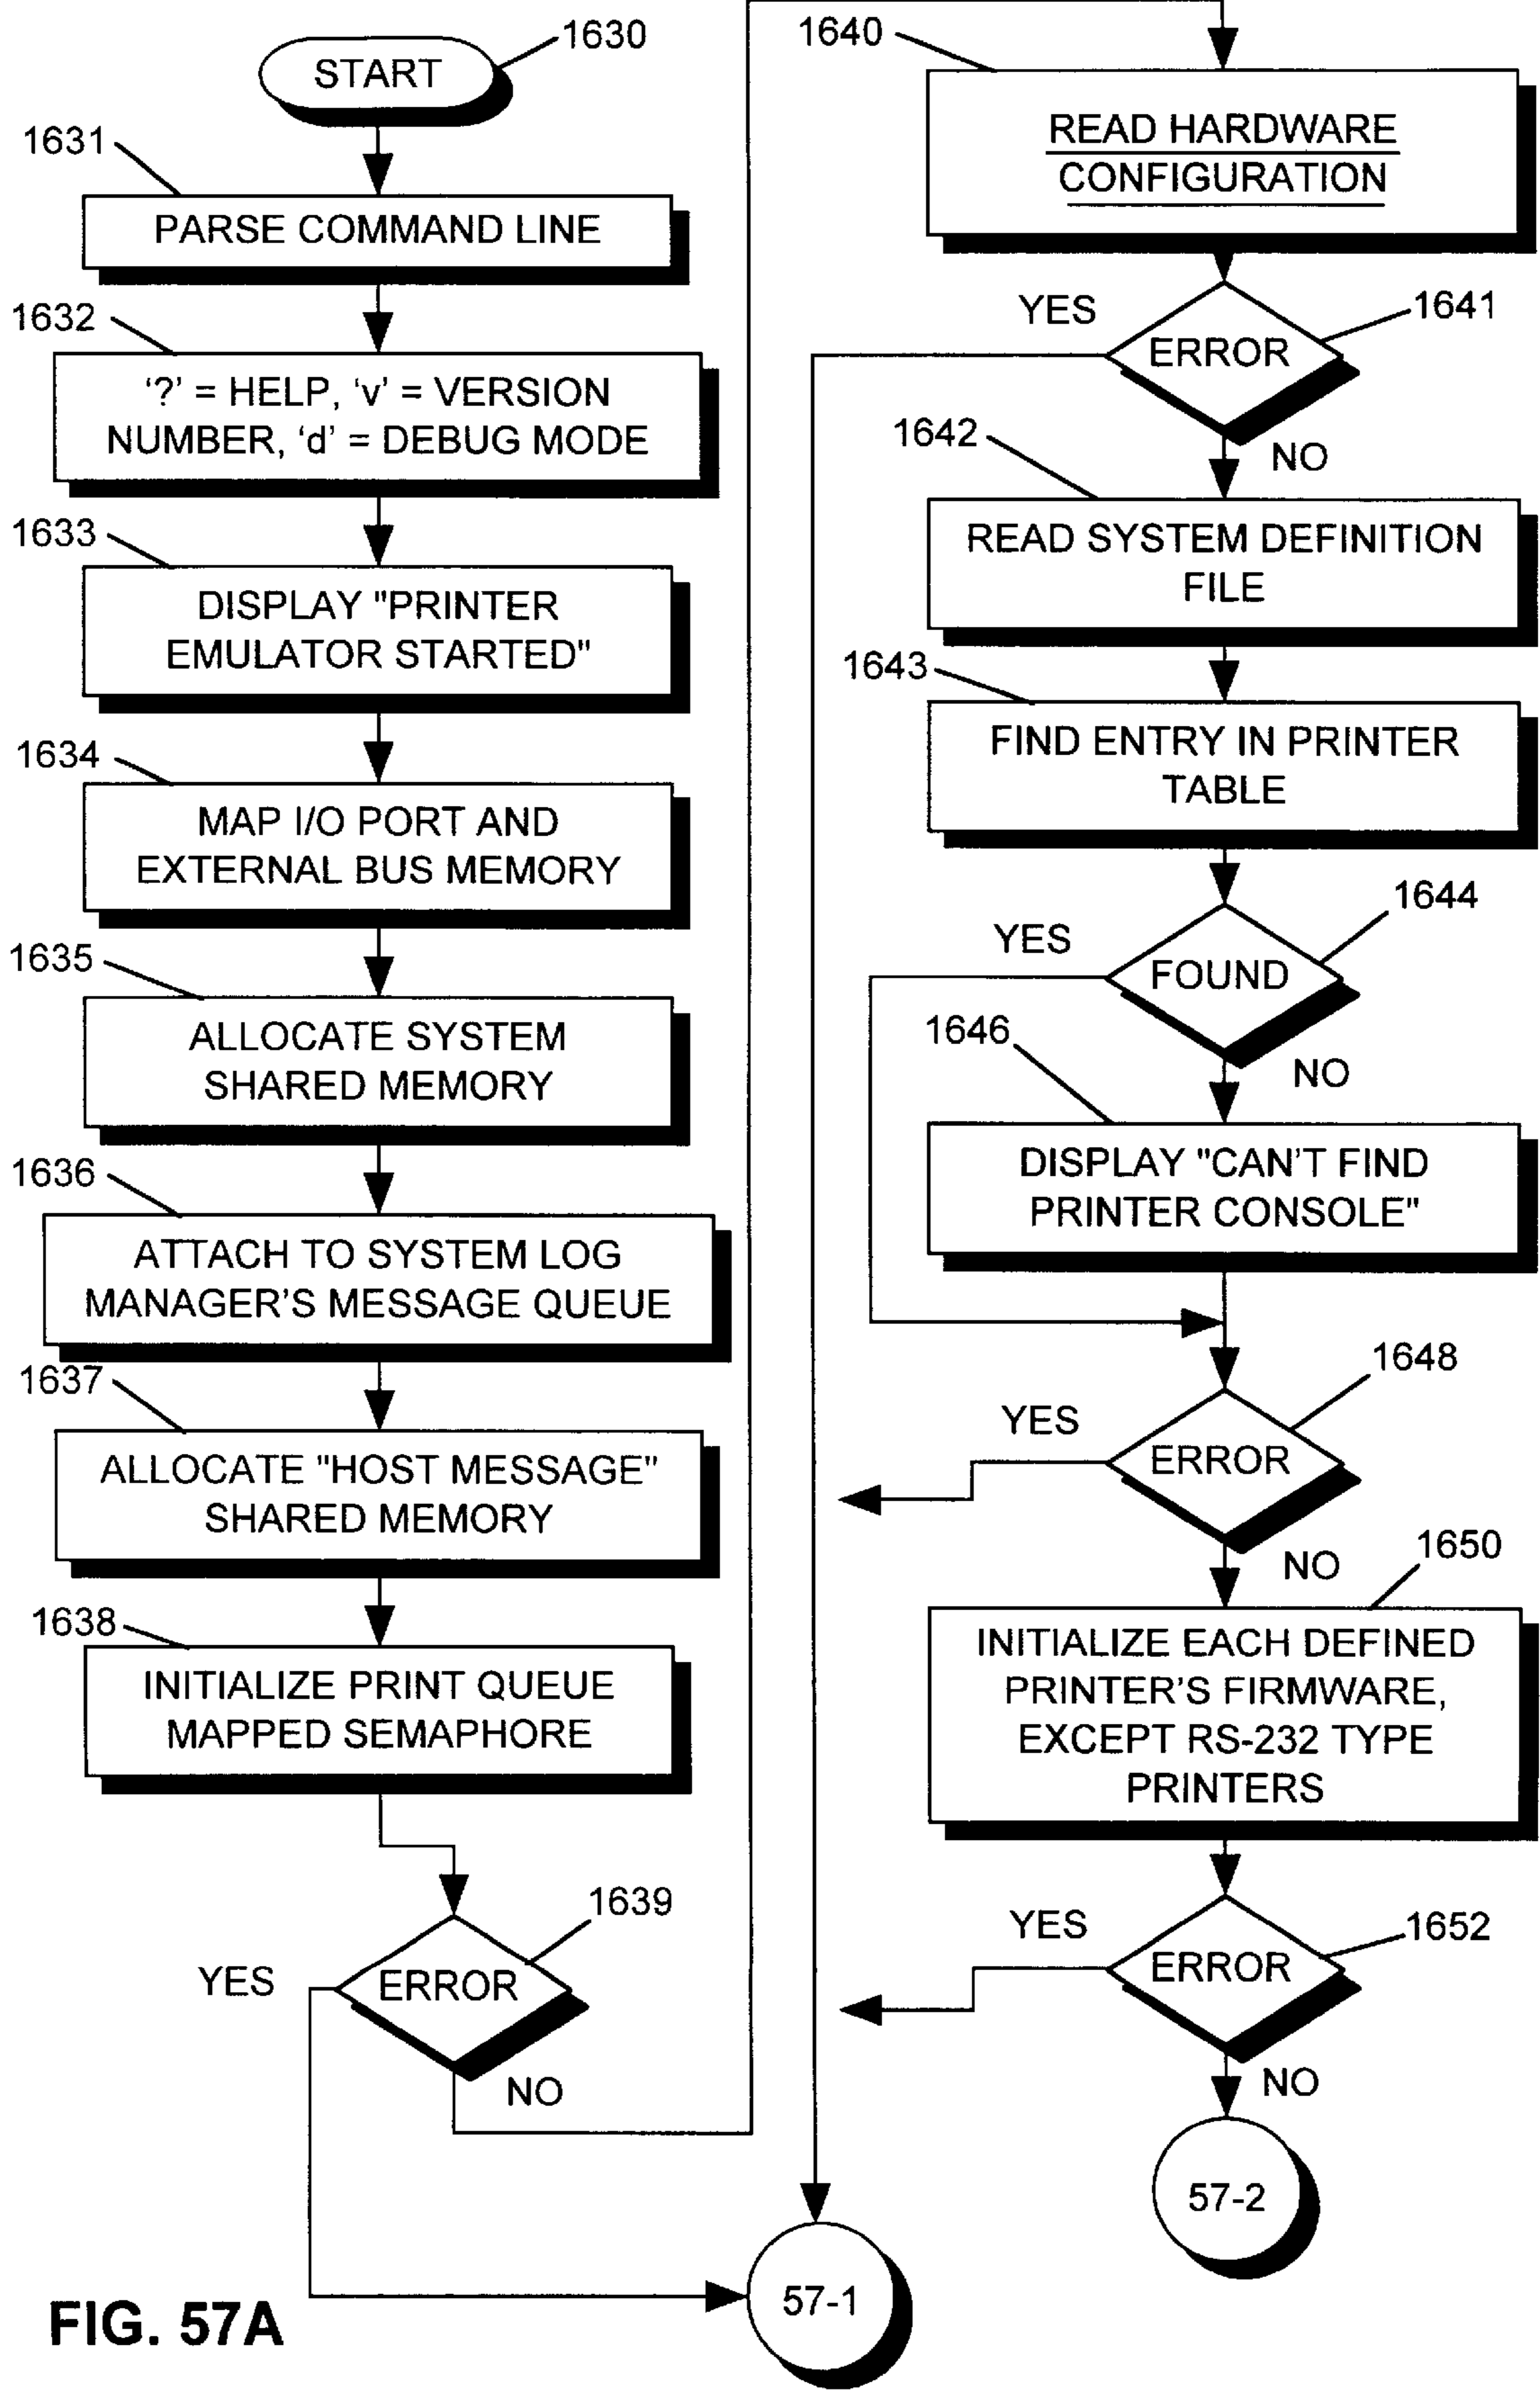 1630
START
1631
PARSE COMMAND LINE
1632
‘?’ = HELP, ‘v’ = VERSION
NUMBER, ‘d’ = DEBUG MODE
1633
DISPLAY "PRINTER
EMULATOR STARTED"
1634
MAP I/O PORT AND
EXTERNAL BUS MEMORY
1635
ALLOCATE SYSTEM
SHARED MEMORY
1636
ATTACH TO SYSTEM LOG
MANAGER’S MESSAGE QUEUE
1637
ALLOCATE "HOST MESSAGE"
SHARED MEMORY
1638
INITIALIZE PRINT QUEUE
MAPPED SEMAPHORE
1639
YES
ERROR
NO
1640
READ HARDWARE
CONFIGURATION
YES
1641
ERROR
NO
1642
READ SYSTEM DEFINITION
FILE
1643
FIND ENTRY IN PRINTER
TABLE
1644
YES
FOUND
NO
1646
DISPLAY "CAN'T FIND
PRINTER CONSOLE"
1648
YES
ERROR
NO
1650
INITIALIZE EACH DEFINED
PRINTER’S FIRMWARE,
EXCEPT RS-232 TYPE
PRINTERS
YES
1652
ERROR
NO
57-2
57-1
FIG. 57A